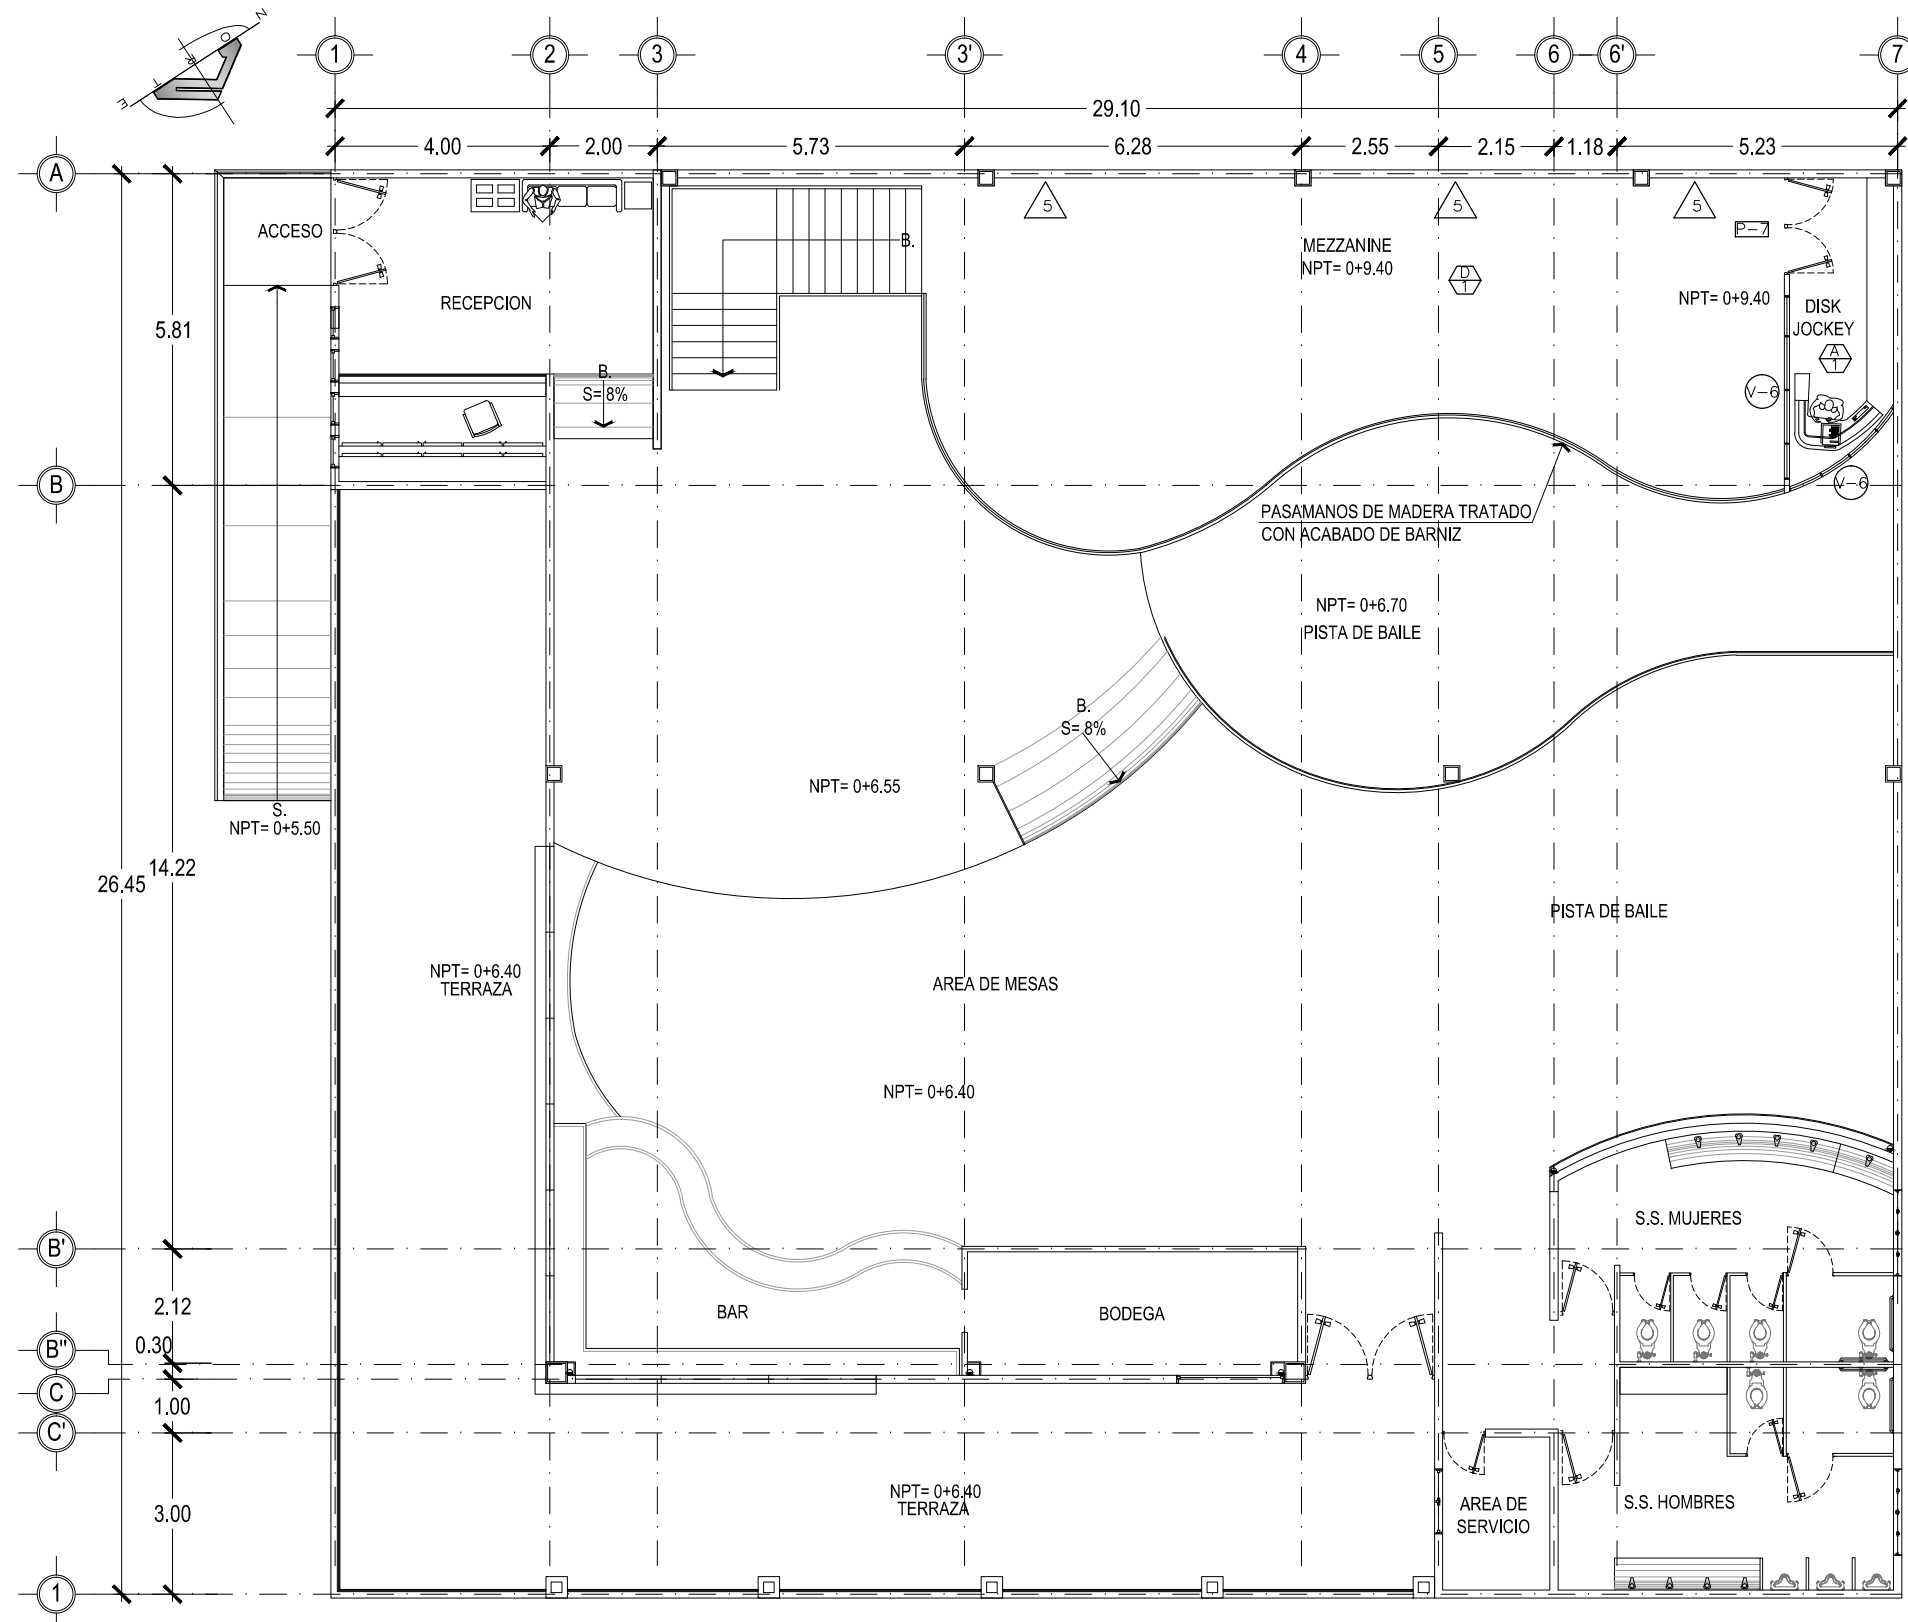 N
O
R
T
E
1
2
3
3'
4
5
6
6'
7
29.10
4.00
2.00
5.73
6.28
2.55
2.15
1.18
5.23
A
B
B'
B"
C
C'
1
26.45
5.81
14.22
2.12
0.30
1.00
3.00
ACCESO
RECEPCION
B.
S= 8%
B.
5
5
5
MEZZANINE
NPT= 0+9.40
D
1
P-7
NPT= 0+9.40
DISK
JOCKEY
A
1
V-6
V-6
PASAMANOS DE MADERA TRATADO
CON ACABADO DE BARNIZ
NPT= 0+6.70
PISTA DE BAILE
B.
S= 8%
NPT= 0+6.55
S.
NPT= 0+5.50
PISTA DE BAILE
NPT= 0+6.40
TERRAZA
AREA DE MESAS
NPT= 0+6.40
S.S. MUJERES
BAR
BODEGA
NPT= 0+6.40
TERRAZA
AREA DE
SERVICIO
S.S. HOMBRES